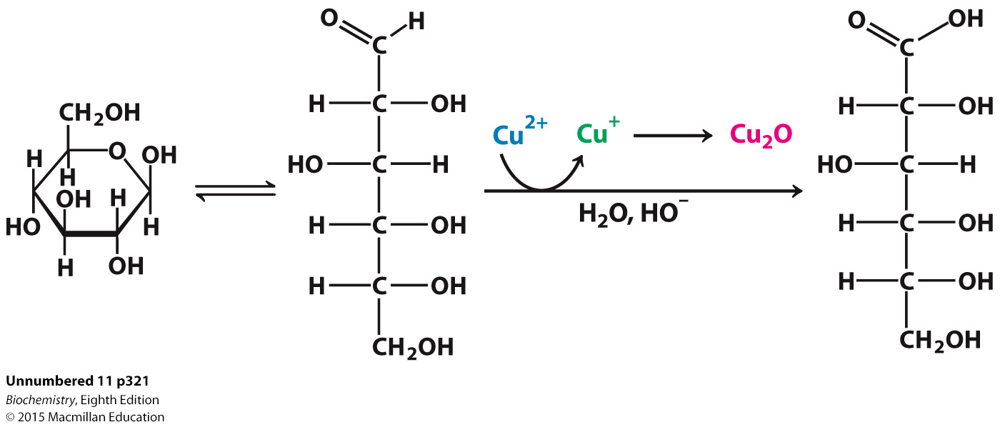 CH₂OH
O
OH
H
H
OH
H
HO
H
H
OH
O
H
C
H C OH
HO C H
H C OH
H C OH
CH₂OH
Cu²⁺ Cu⁺ Cu₂O
H₂O, HO⁻
O
OH
C
H C OH
HO C H
H C OH
H C OH
CH₂OH
Unnumbered 11 p321
Biochemistry, Eighth Edition
© 2015 Macmillan Education